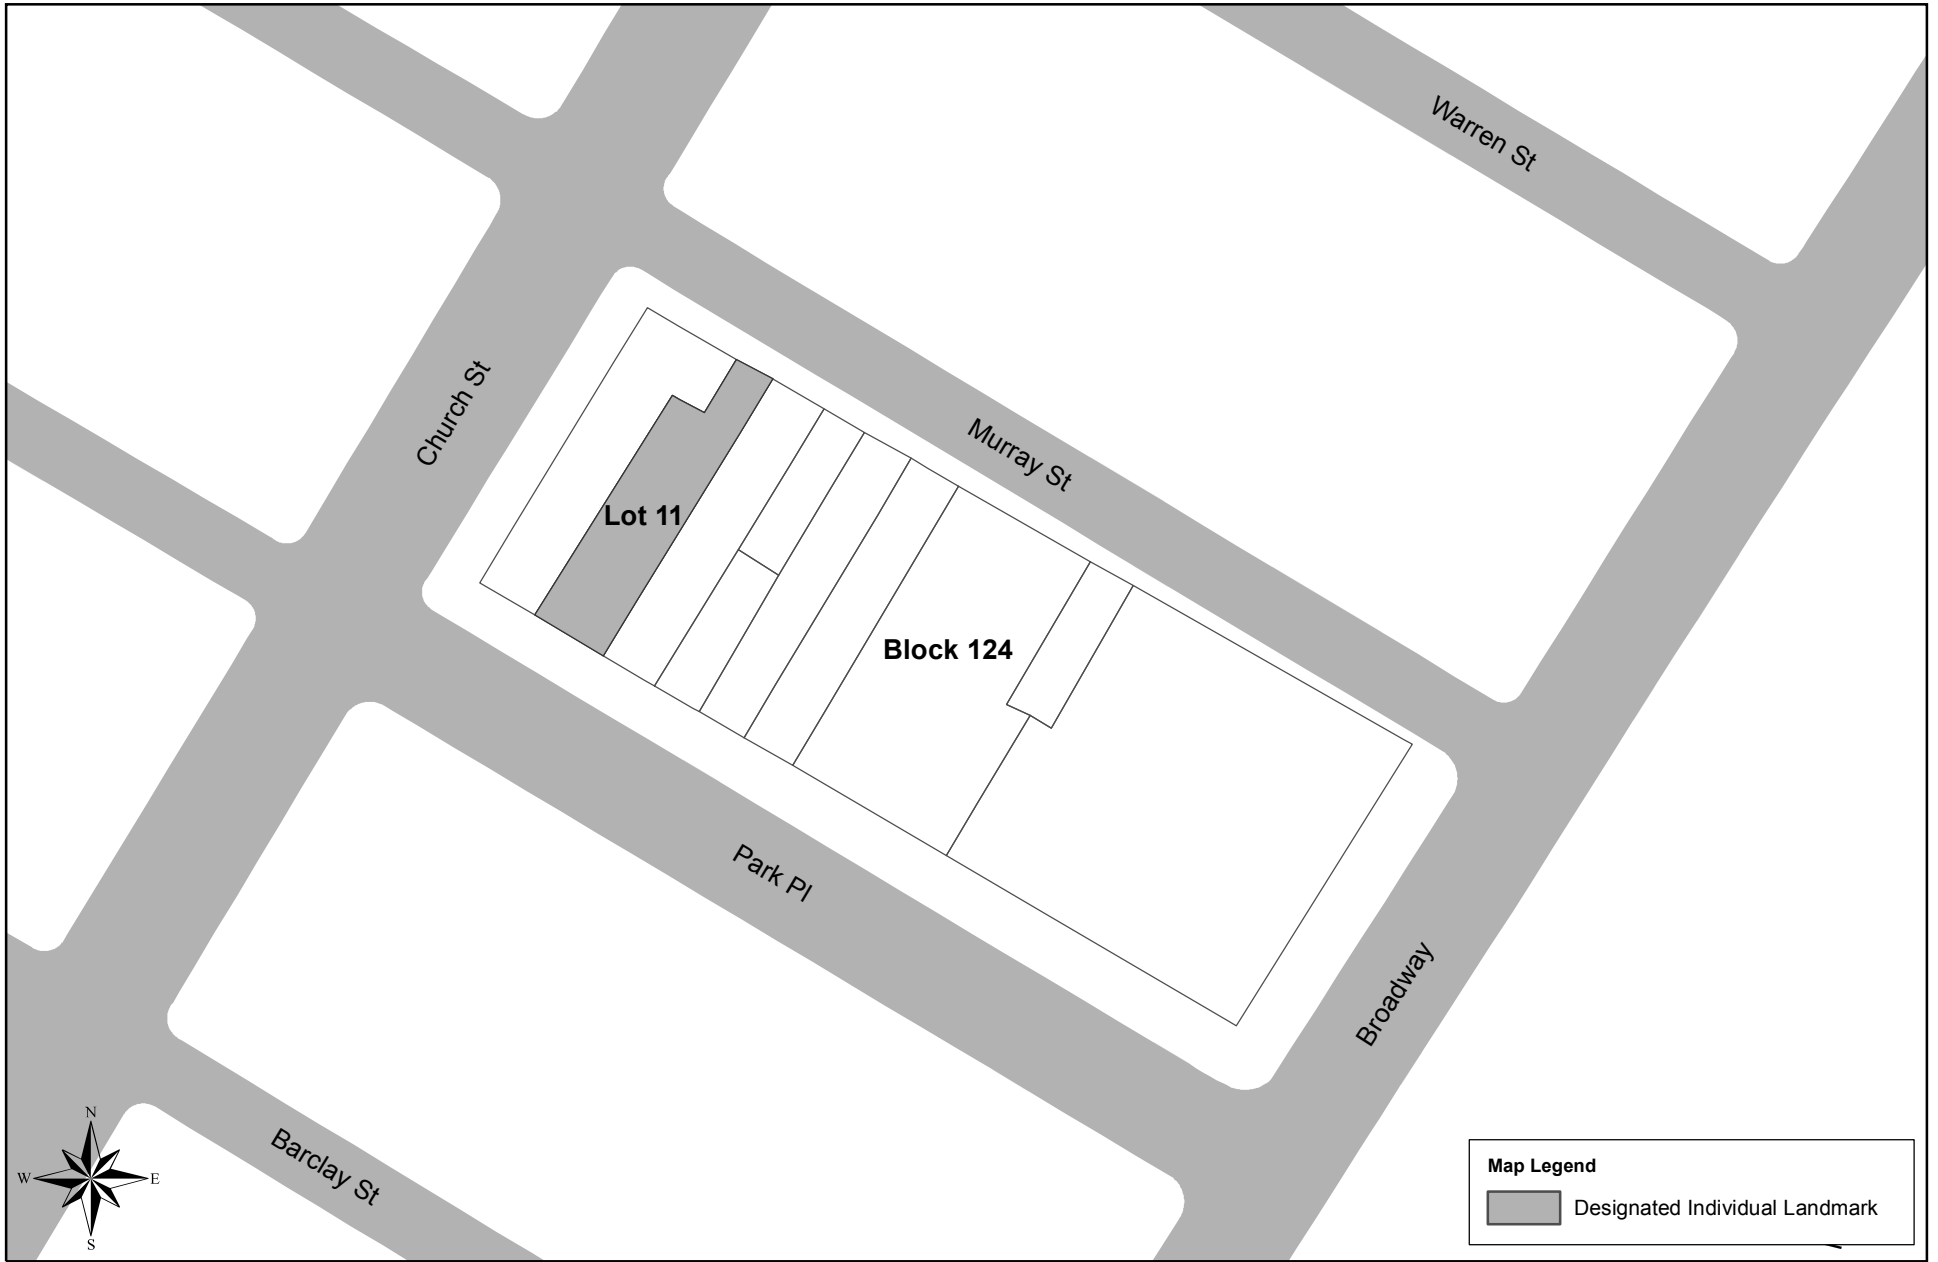 Warren St
Church St
Murray St
Lot 11
Block 124
Park Pl
Broadway
Barclay St
N
W
E
S
Map Legend
Designated Individual Landmark